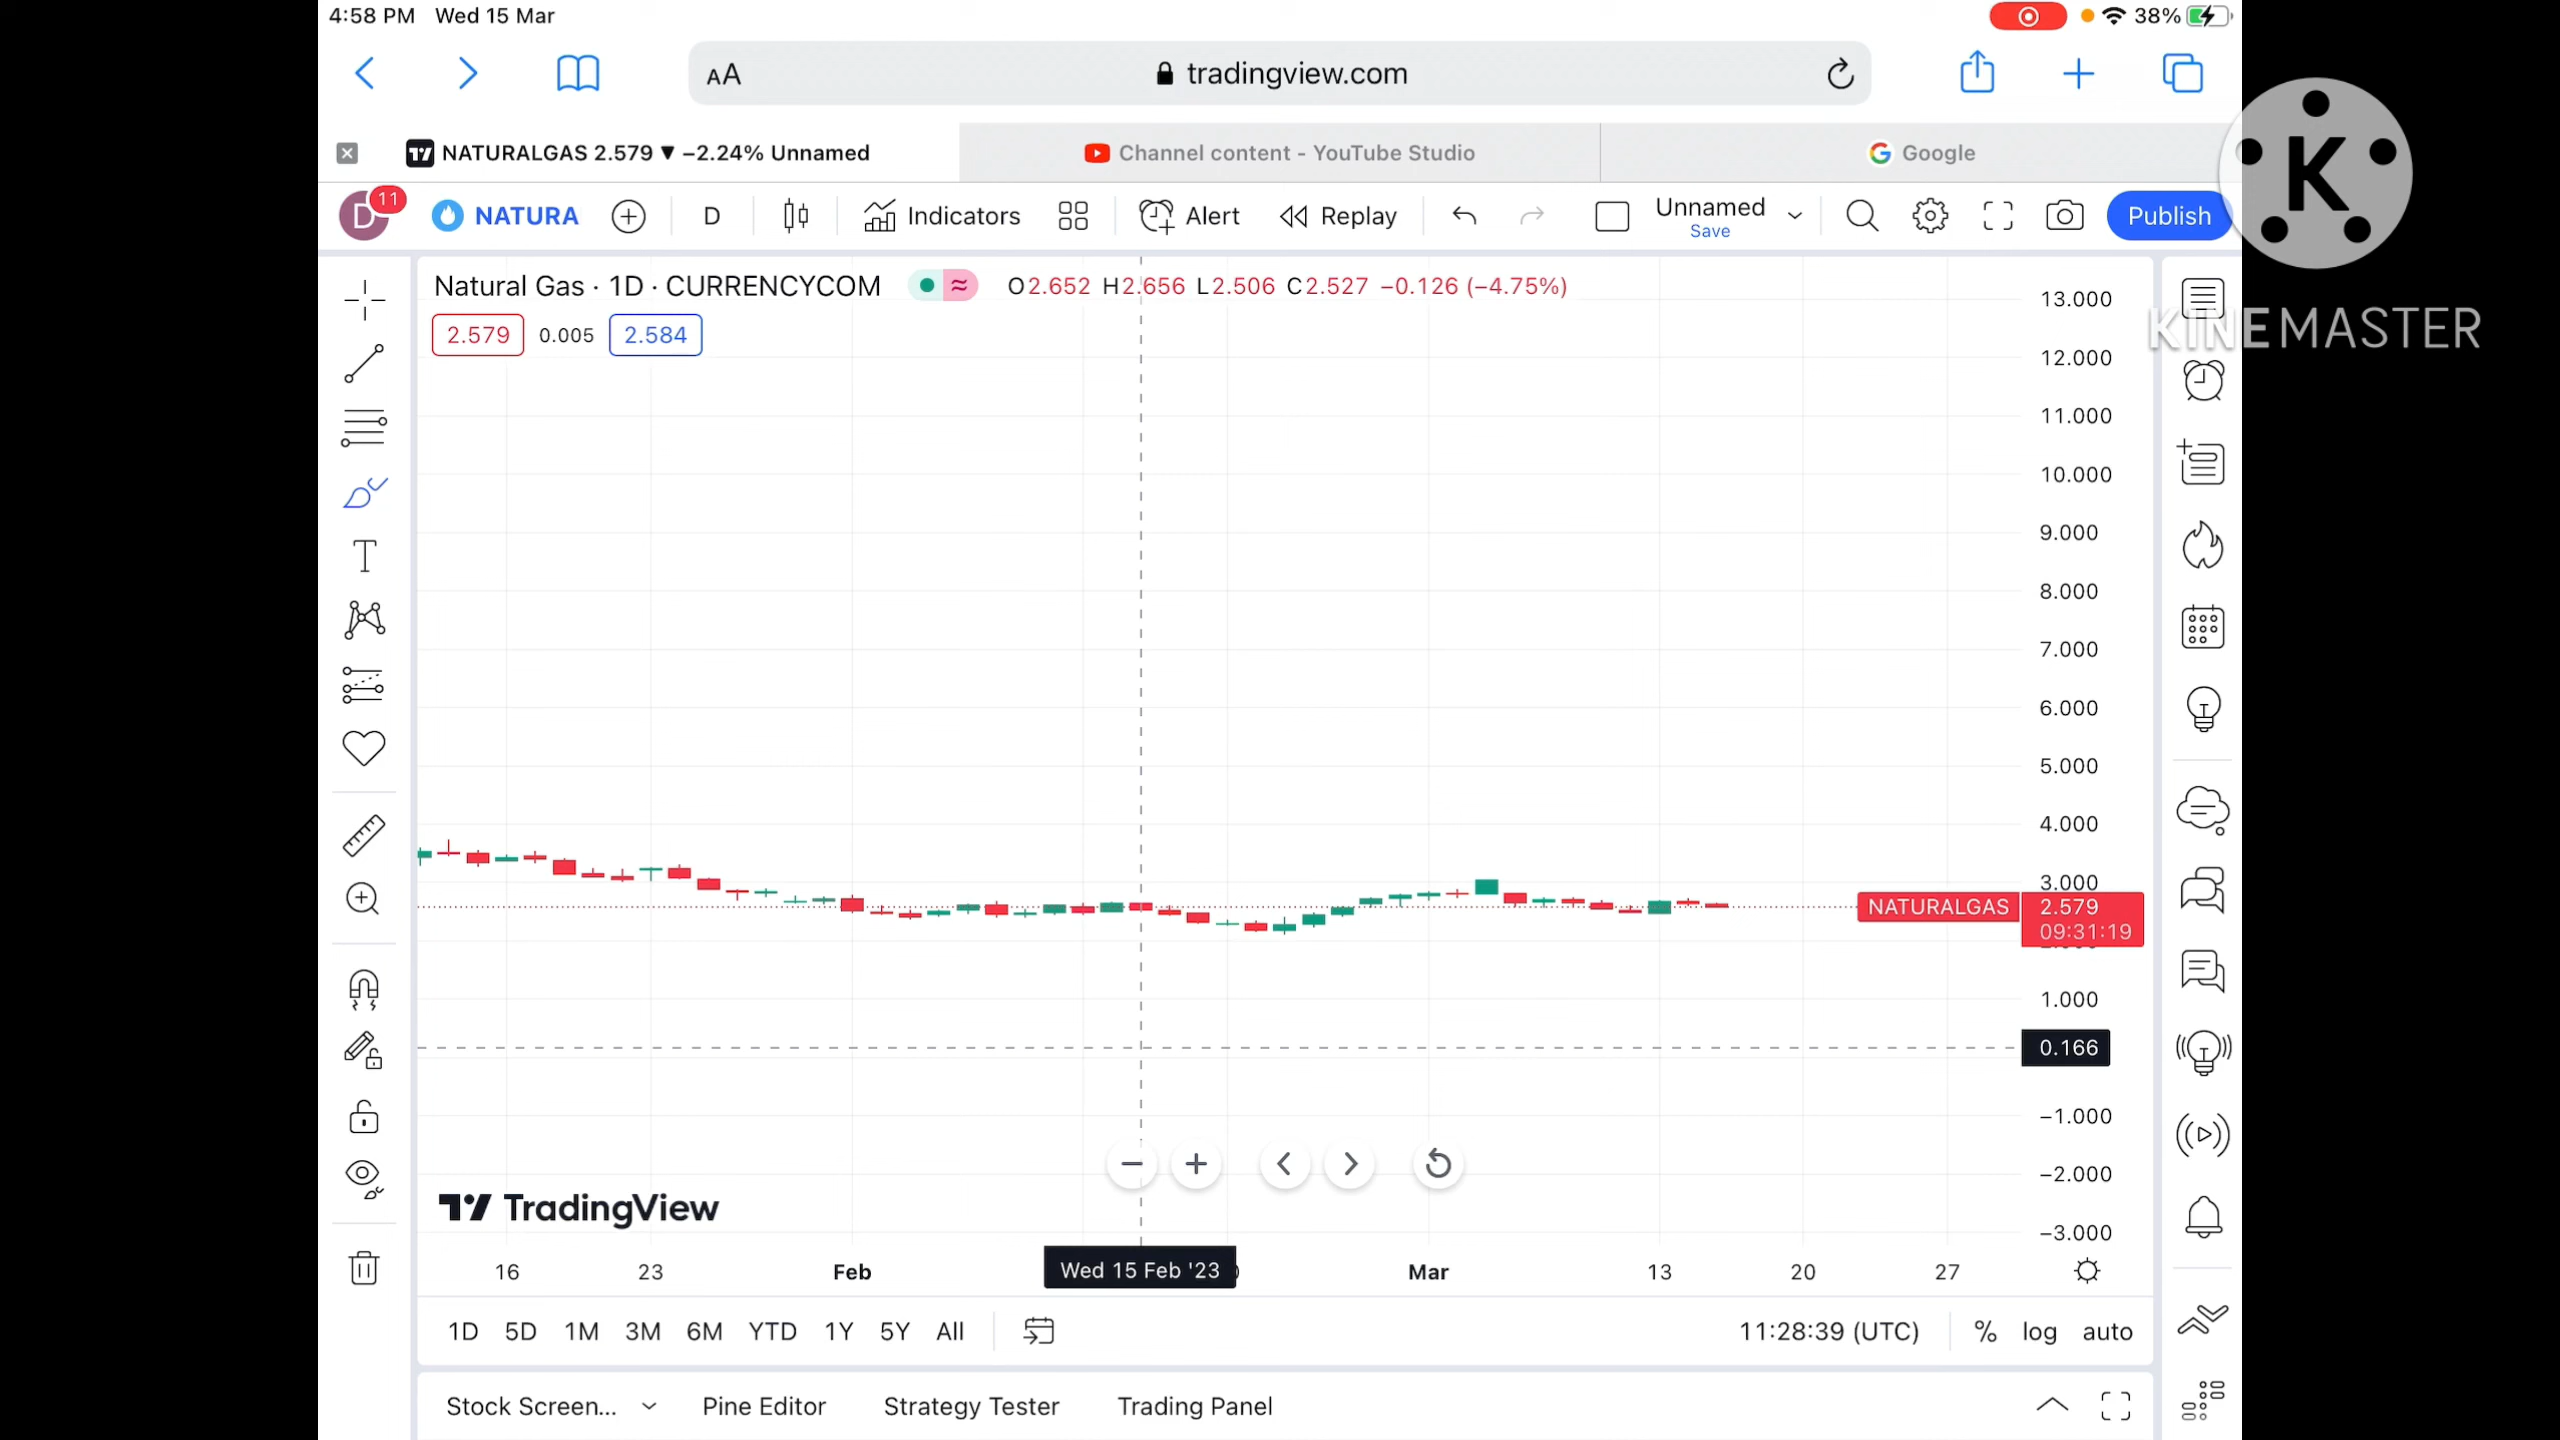 4:58 PM Wed 15 Mar
38%
AA tradingview.com
NATURALGAS 2.579 ▼ −2.24% Unnamed
Channel content - YouTube Studio
Google
K
KINEMASTER
D 11 NATURA D Indicators Alert Replay Unnamed Save Publish
Natural Gas · 1D · CURRENCYCOM O2.652 H2.656 L2.506 C2.527 −0.126 (−4.75%)
2.579 0.005 2.584
13.000
12.000
11.000
10.000
9.000
8.000
7.000
6.000
5.000
4.000
3.000
NATURALGAS 2.579
09:31:19
1.000
0.166
−1.000
−2.000
−3.000
TradingView
16 23 Feb Wed 15 Feb '23 Mar 13 20 27
1D 5D 1M 3M 6M YTD 1Y 5Y All 11:28:39 (UTC) % log auto
Stock Screen... Pine Editor Strategy Tester Trading Panel